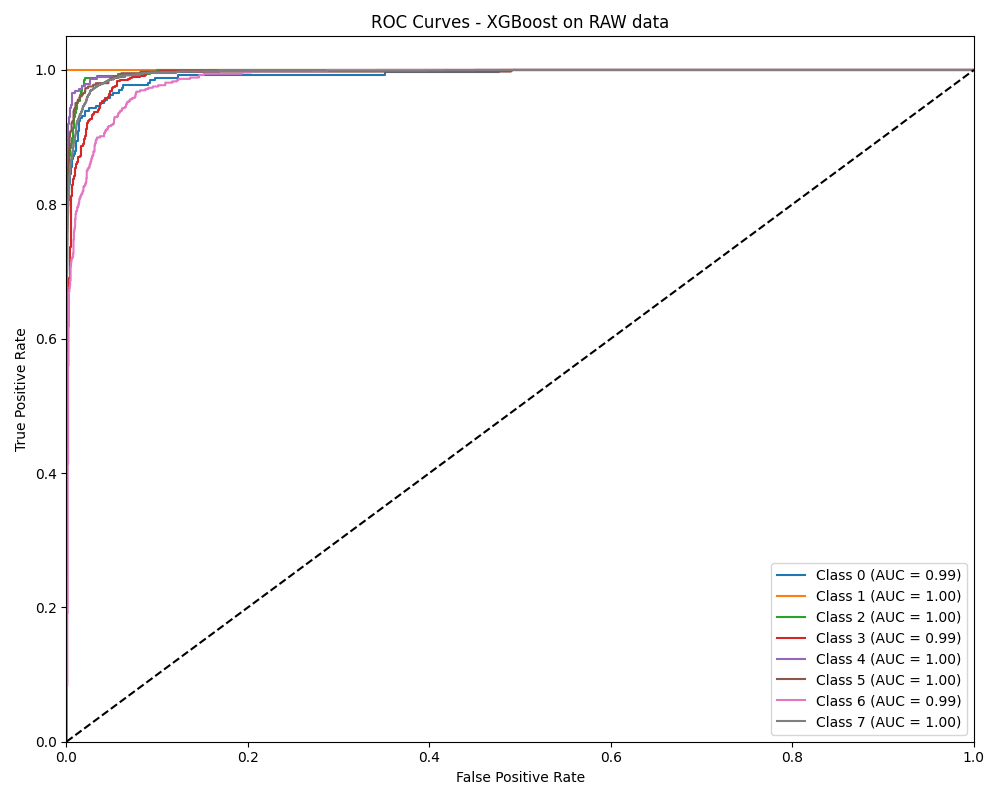 ROC Curves - XGBoost on RAW data
True Positive Rate
1.0
0.8
0.6
0.4
0.2
0.0
0.0 0.2 0.4 0.6 0.8 1.0
False Positive Rate
Class 0 (AUC = 0.99)
Class 1 (AUC = 1.00)
Class 2 (AUC = 1.00)
Class 3 (AUC = 0.99)
Class 4 (AUC = 1.00)
Class 5 (AUC = 1.00)
Class 6 (AUC = 0.99)
Class 7 (AUC = 1.00)